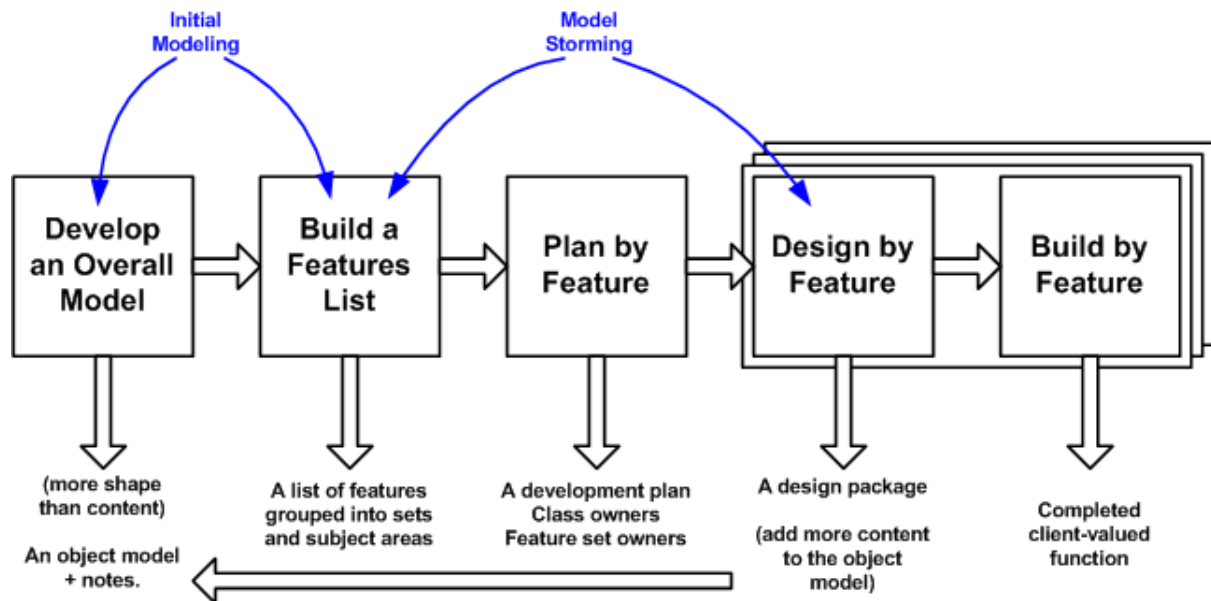 Initial
Modeling
Model
Storming
Develop
an Overall
Model
Build a
Features
List
Plan by
Feature
Design by
Feature
Build by
Feature
(more shape
than content)
An object model
+ notes.
A list of features
grouped into sets
and subject areas
A development plan
Class owners
Feature set owners
A design package
(add more content
to the object
model)
Completed
client-valued
function